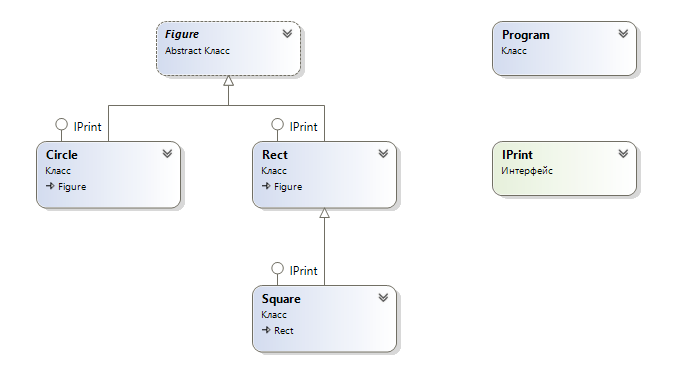 Figure
Abstract Класс
Program
Класс
IPrint
Circle
Класс
Figure
IPrint
Rect
Класс
Figure
IPrint
Интерфейс
IPrint
Square
Класс
Rect